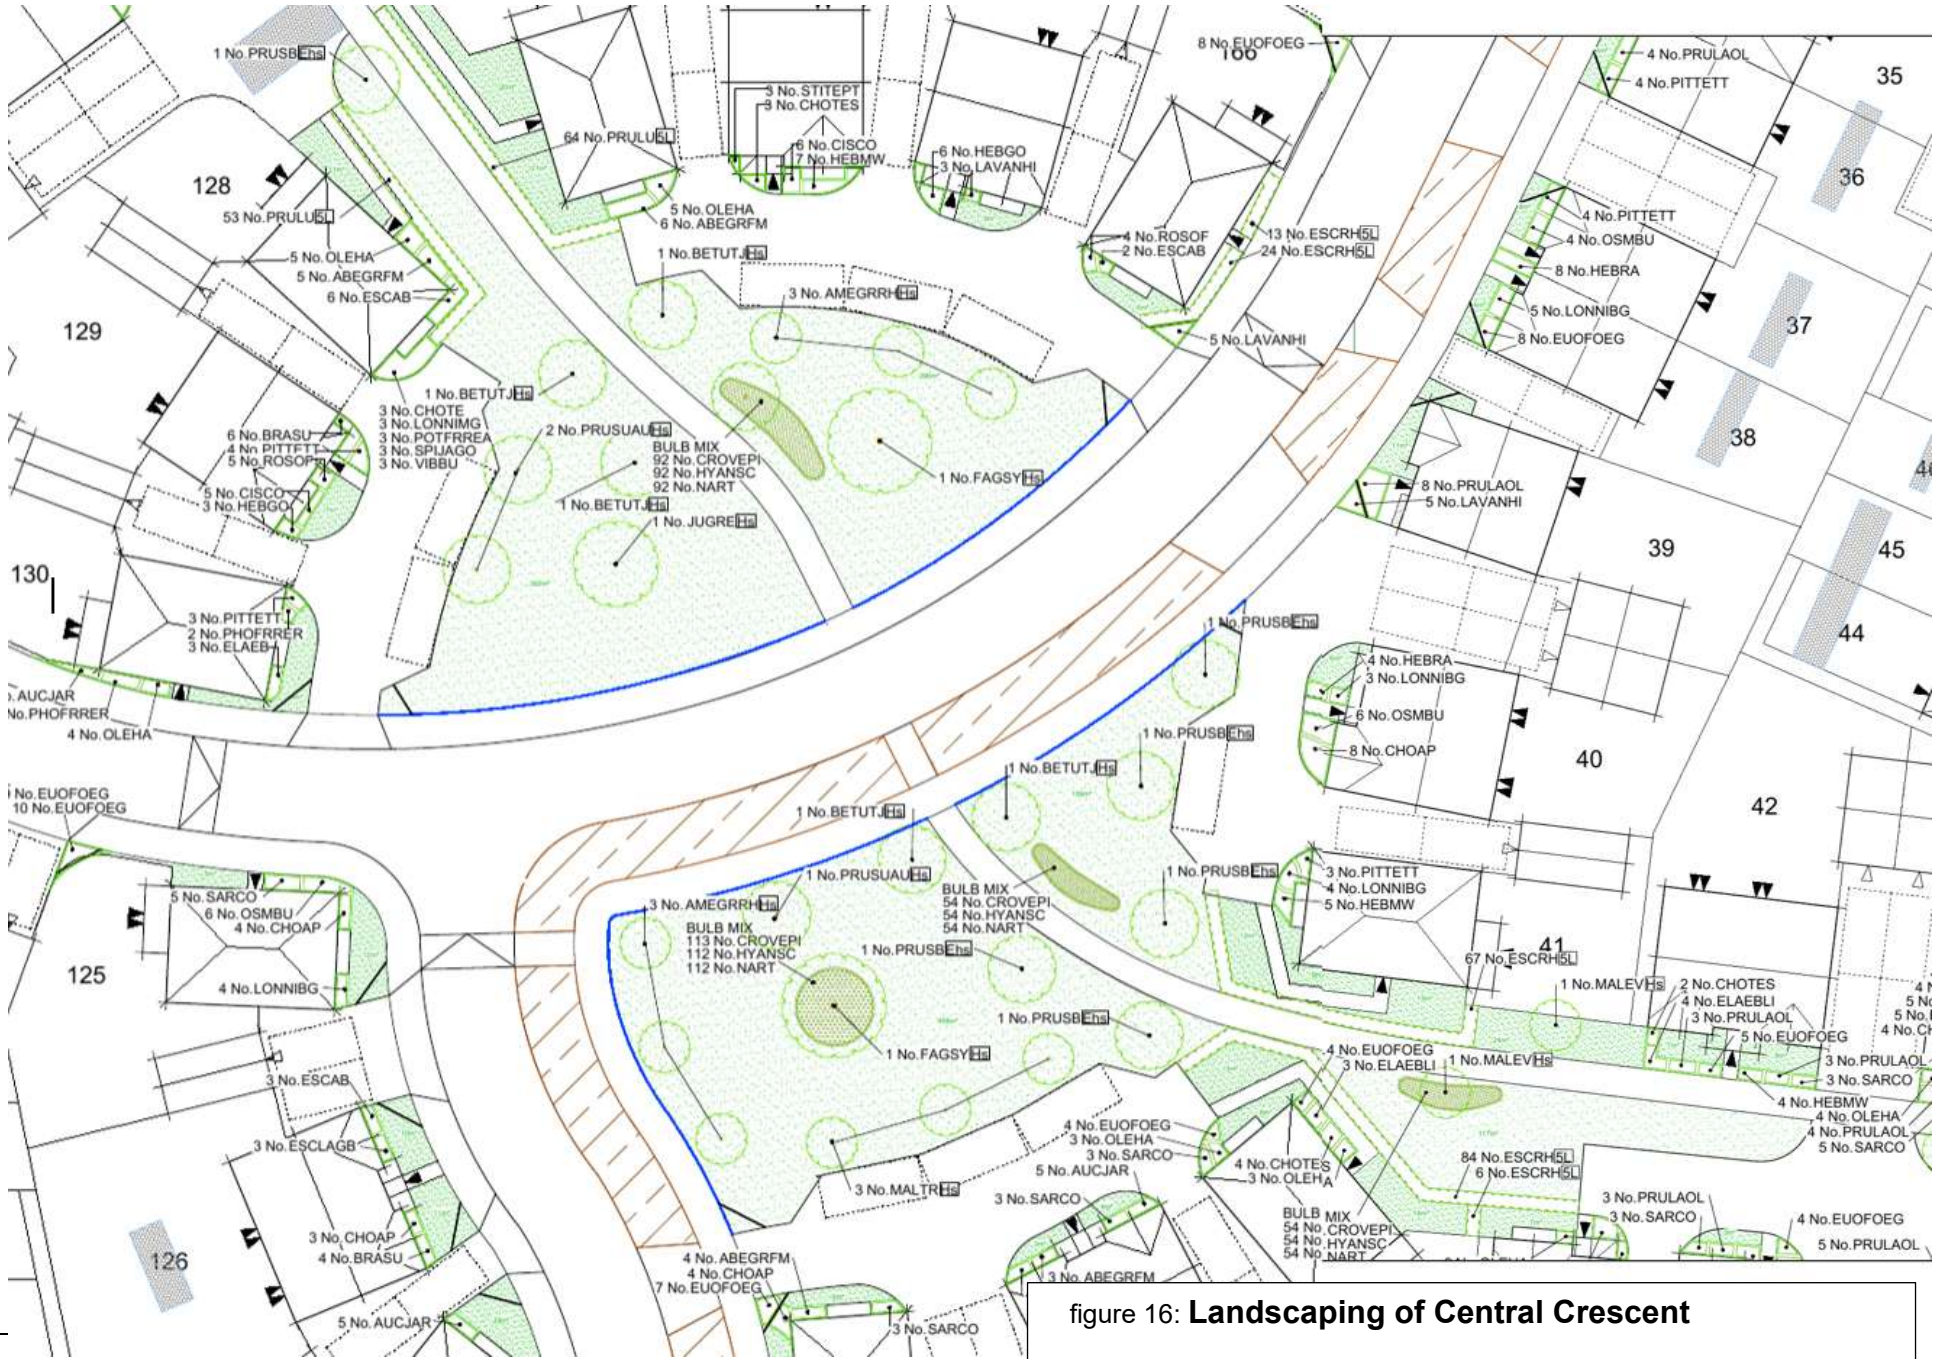 1 No.PRUSBEhs
8 No.EUOFOEG
166
4 No.PRULAOL
4 No.PITTETT
35
3 No.STITEPT
3 No.CHOTES
64 No.PRULU5L
6 No.CISCO
7 No.HEBMW
6 No.HEBGO
3 No.LAVANHI
36
128
53 No.PRULU5L
5 No.OLEHA
6 No.ABEGRFM
4 No.PITTETT
4 No.OSMBU
4 No.ROSOF
2 No.ESCAB
13 No.ESCRH5L
24 No.ESCRH5L
5 No.OLEHA
5 No.ABEGRFM
6 No.ESCAB
1 No.BETUTJHs
3 No.AMEGRRHHs
8 No.HEBRA
5 No.LONNIBG
8 No.EUOFOEG
37
129
5 No.LAVANHI
1 No.BETUTJHs
3 No.CHOTE
3 No.LONNIMG
3 No.POTFRREA
3 No.SPIJAGO
3 No.VIBBU
2 No.PRUSUAUHs
BULB MIX
92 No.CROVEPI
92 No.HYANSC
92 No.NART
38
6 No.BRASU
4 No.PITTETT
5 No.ROSOF
5 No.CISCO
3 No.HEBGO
1 No.FAGSYHs
8 No.PRULAOL
5 No.LAVANHI
1 No.BETUTJHs
1 No.JUGREHs
39
45
130
3 No.PITTETT
2 No.PHOFRRER
3 No.ELAEB
1 No.PRUSBEhs
44
4 No.HEBRA
3 No.LONNIBG
6 No.OSMBU
8 No.CHOAP
AUCJAR
No.PHOFRRER
4 No.OLEHA
1 No.PRUSBEhs
1 No.BETUTJHs
40
No.EUOFOEG
10 No.EUOFOEG
1 No.BETUTJHs
42
5 No.SARCO
6 No.OSMBU
4 No.CHOAP
1 No.PRUSUAUHs
1 No.PRUSBEhs
3 No.PITTETT
4 No.LONNIBG
5 No.HEBMW
3 No.AMEGRRHHs
BULB MIX
113 No.CROVEPI
112 No.HYANSC
112 No.NART
BULB MIX
54 No.CROVEPI
54 No.HYANSC
54 No.NART
1 No.PRUSBEhs
41
67 No.ESCRH5L
125
4 No.LONNIBG
1 No.MALEVHs
2 No.CHOTES
4 No.ELAEBLI
3 No.PRULAOL
5 No.EUOFOEG
1 No.PRUSBEhs
1 No.FAGSYHs
4 No.EUOFOEG
3 No.ELAEBLI
1 No.MALEVHs
3 No.PRULAOL
3 No.SARCO
4 No.HEBMW
4 No.OLEHA
4 No.PRULAOL
5 No.SARCO
3 No.ESCAB
3 No.ESCLAGB
4 No.EUOFOEG
3 No.OLEHA
3 No.SARCO
5 No.AUCJAR
4 No.CHOTES
3 No.OLEHA
84 No.ESCRH5L
6 No.ESCRH5L
3 No.MALTRHs
3 No.SARCO
3 No.PRULAOL
3 No.SARCO
4 No.EUOFOEG
5 No.PRULAOL
BULB MIX
54 No.CROVEPI
54 No.HYANSC
54 No.NART
3 No.CHOAP
4 No.BRASU
126
4 No.ABEGRFM
4 No.CHOAP
7 No.EUOFOEG
3 No.ABEGRFM
5 No.AUCJAR
3 No.SARCO
figure 16: Landscaping of Central Crescent